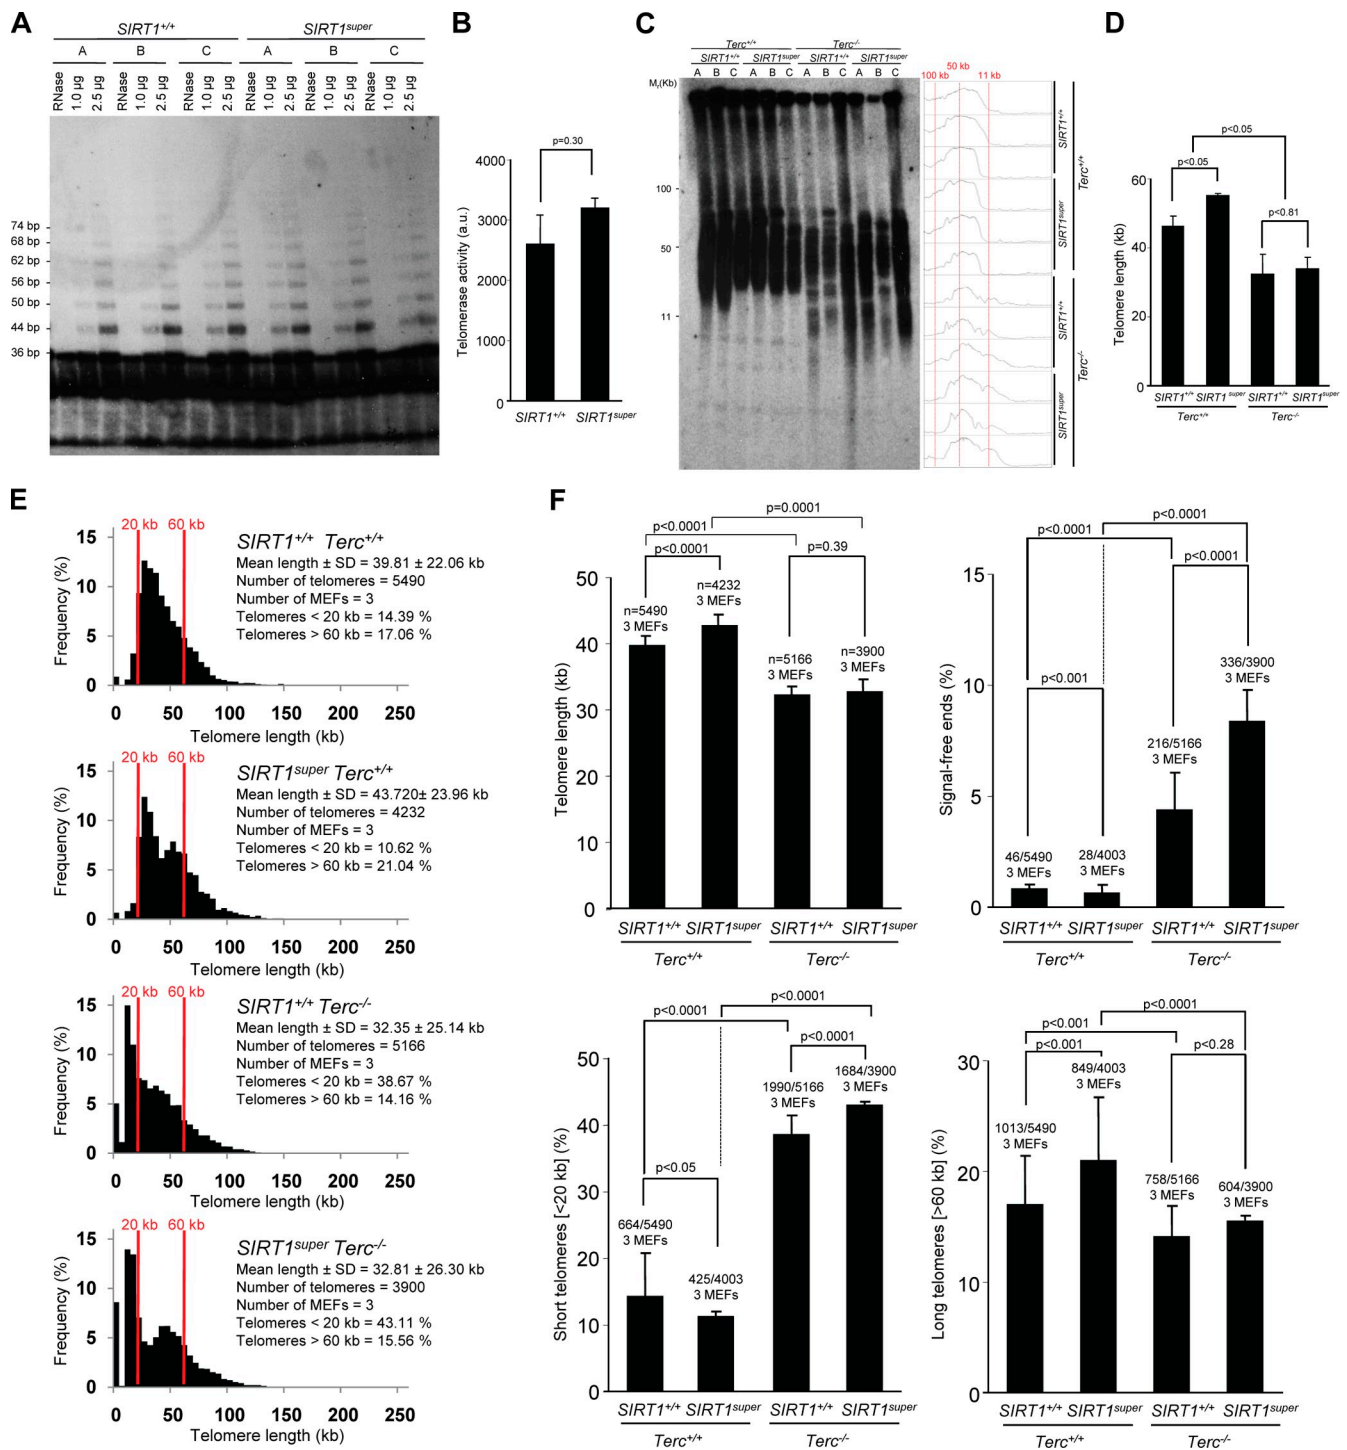 A
SIRT1+/+ SIRT1super
A B C A B C
RNase 1.0 µg 2.5 µg RNase 1.0 µg 2.5 µg RNase 1.0 µg 2.5 µg RNase 1.0 µg 2.5 µg RNase 1.0 µg 2.5 µg RNase 1.0 µg 2.5 µg
74 bp
68 bp
62 bp
56 bp
50 bp
44 bp
36 bp
B
p=0.30
4000
3000
2000
1000
0
Telomerase activity (a.u.)
SIRT1+/+ SIRT1super
C
Terc+/+ Terc-/-
SIRT1+/+ SIRT1super SIRT1+/+ SIRT1super
A B C A B C A B C A B C
Mr(Kb)
100
50
11
100 kb 50 kb 11 kb
SIRT1+/+
SIRT1super
Terc+/+
SIRT1+/+
SIRT1super
Terc-/-
D
p<0.05
p<0.05
p<0.81
60
40
20
0
Telomere length (kb)
SIRT1+/+ SIRT1super SIRT1+/+ SIRT1super
Terc+/+ Terc-/-
E
20 kb 60 kb
SIRT1+/+ Terc+/+
Mean length ± SD = 39.81 ± 22.06 kb
Number of telomeres = 5490
Number of MEFs = 3
Telomeres < 20 kb = 14.39 %
Telomeres > 60 kb = 17.06 %
15
10
5
0
Frequency (%)
0 50 100 150 200 250
Telomere length (kb)
20 kb 60 kb
SIRT1super Terc+/+
Mean length ± SD = 43.720± 23.96 kb
Number of telomeres = 4232
Number of MEFs = 3
Telomeres < 20 kb = 10.62 %
Telomeres > 60 kb = 21.04 %
15
10
5
0
Frequency (%)
0 50 100 150 200 250
Telomere length (kb)
20 kb 60 kb
SIRT1+/+ Terc-/-
Mean length ± SD = 32.35 ± 25.14 kb
Number of telomeres = 5166
Number of MEFs = 3
Telomeres < 20 kb = 38.67 %
Telomeres > 60 kb = 14.16 %
15
10
5
0
Frequency (%)
0 50 100 150 200 250
Telomere length (kb)
20 kb 60 kb
SIRT1super Terc-/-
Mean length ± SD = 32.81 ± 26.30 kb
Number of telomeres = 3900
Number of MEFs = 3
Telomeres < 20 kb = 43.11 %
Telomeres > 60 kb = 15.56 %
15
10
5
0
Frequency (%)
0 50 100 150 200 250
Telomere length (kb)
F
p=0.0001
p<0.0001
p<0.0001 p=0.39
n=5490
3 MEFs
n=4232
3 MEFs
n=5166
3 MEFs
n=3900
3 MEFs
50
40
30
20
10
0
Telomere length (kb)
SIRT1+/+ SIRT1super SIRT1+/+ SIRT1super
Terc+/+ Terc-/-
p<0.0001
p<0.0001
p<0.0001
p<0.001
46/5490
3 MEFs
28/4003
3 MEFs
216/5166
3 MEFs
336/3900
3 MEFs
15
10
5
0
Signal-free ends (%)
SIRT1+/+ SIRT1super SIRT1+/+ SIRT1super
Terc+/+ Terc-/-
p<0.0001
p<0.0001
p<0.0001
p<0.05
664/5490
3 MEFs
425/4003
3 MEFs
1990/5166
3 MEFs
1684/3900
3 MEFs
50
40
30
20
10
0
Short telomeres [<20 kb] (%)
SIRT1+/+ SIRT1super SIRT1+/+ SIRT1super
Terc+/+ Terc-/-
p<0.0001
p<0.001
p<0.001 p<0.28
1013/5490
3 MEFs
849/4003
3 MEFs
758/5166
3 MEFs
604/3900
3 MEFs
30
20
10
0
Long telomeres [>60 kb] (%)
SIRT1+/+ SIRT1super SIRT1+/+ SIRT1super
Terc+/+ Terc-/-